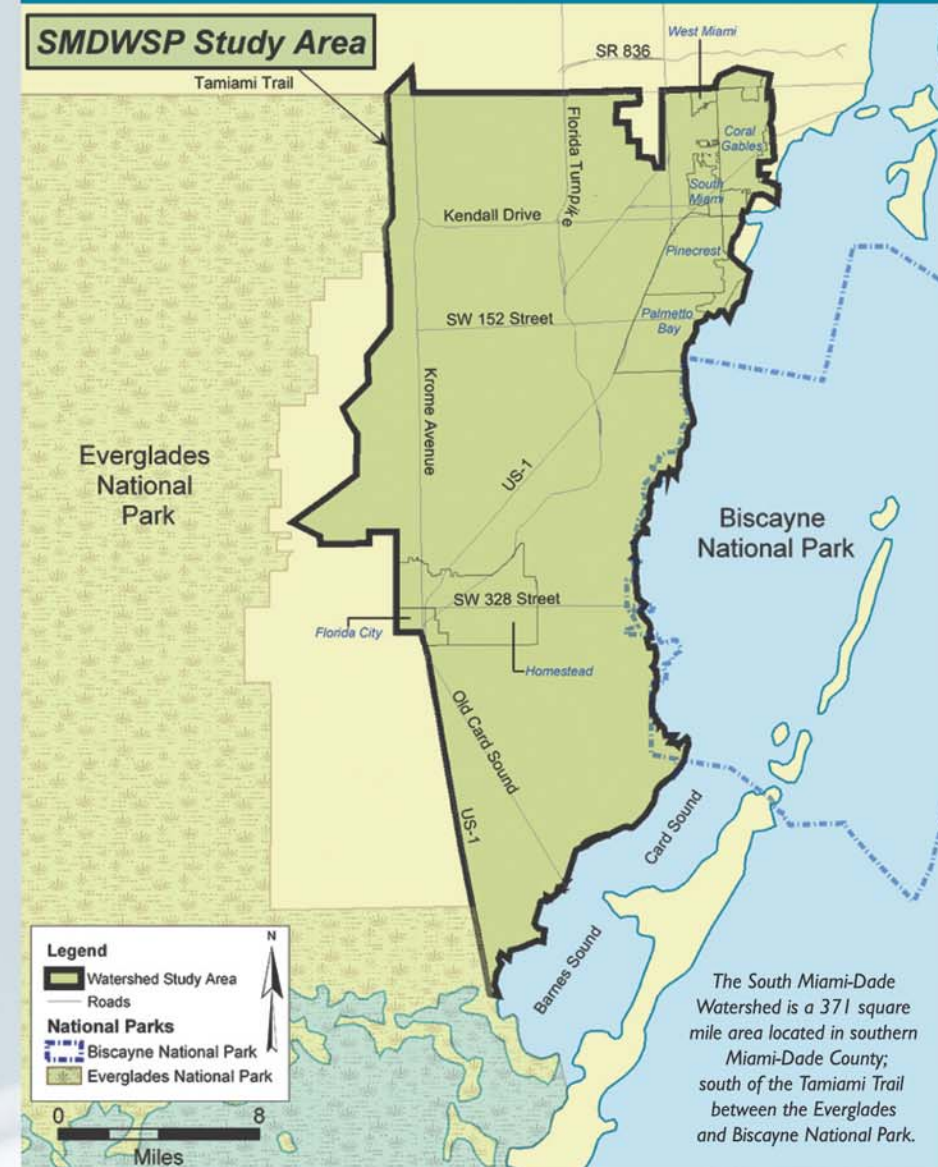 SMDWSP Study Area
West Miami
SR 836
Tamiami Trail
Florida Turnpike
Coral
Gables
South
Miami
Kendall Drive
Pinecrest
SW 152 Street
Palmetto
Bay
Krome Avenue
Everglades
National
Park
US-1
Biscayne
National Park
SW 328 Street
Florida City
Homestead
Old Card Sound
US-1
Card Sound
Barnes Sound
Legend
N
Watershed Study Area
Roads
National Parks
Biscayne National Park
Everglades National Park
0 8
Miles
The South Miami-Dade
Watershed is a 371 square
mile area located in southern
Miami-Dade County;
south of the Tamiami Trail
between the Everglades
and Biscayne National Park.